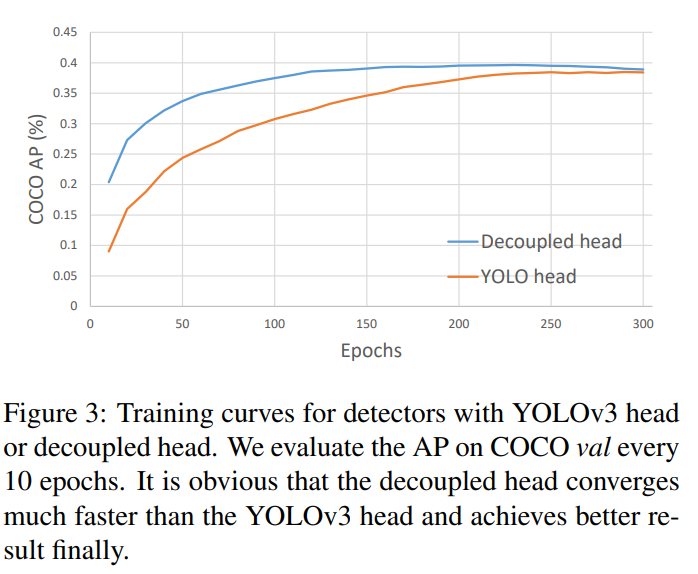 0.45
0.4
0.35
0.3
0.25
0.2
0.15
0.1
0.05
0
COCO AP (%)
Decoupled head
YOLO head
0 50 100 150 200 250 300
Epochs
Figure 3: Training curves for detectors with YOLOv3 head
or decoupled head. We evaluate the AP on COCO val every
10 epochs. It is obvious that the decoupled head converges
much faster than the YOLOv3 head and achieves better re-
sult finally.